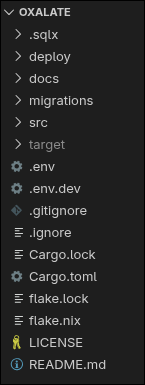 OXALATE
.sqlx
deploy
docs
migrations
src
target
.env
.env.dev
.gitignore
.ignore
Cargo.lock
Cargo.toml
flake.lock
flake.nix
LICENSE
README.md